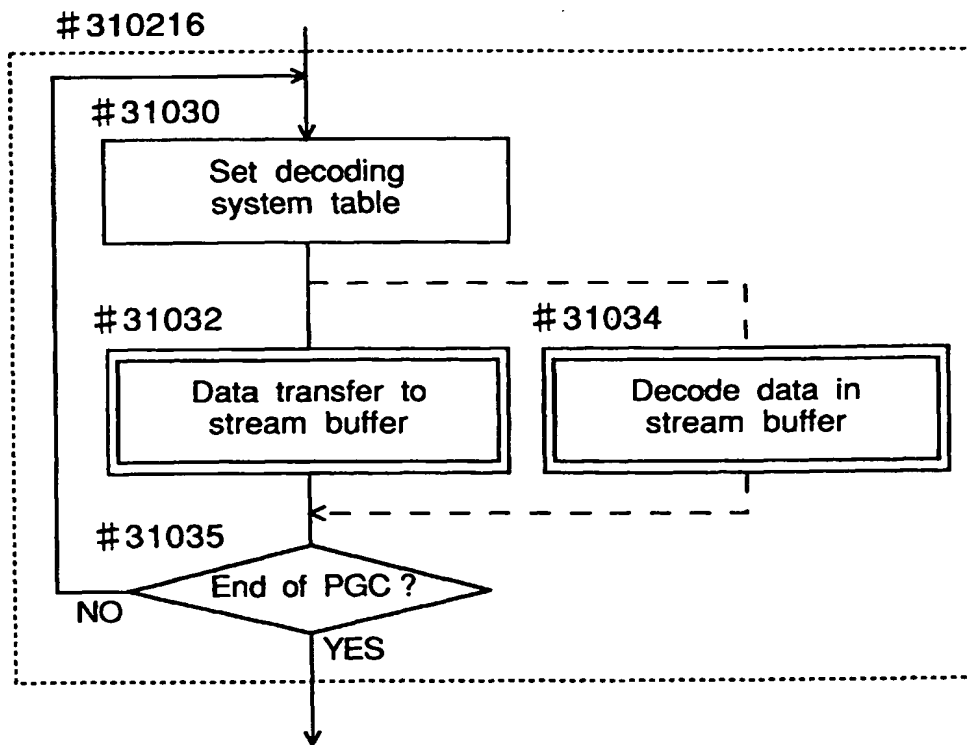 #310216
#31030
Set decoding
system table
#31032
#31034
Data transfer to
stream buffer
Decode data in
stream buffer
#31035
End of PGC ?
NO
YES